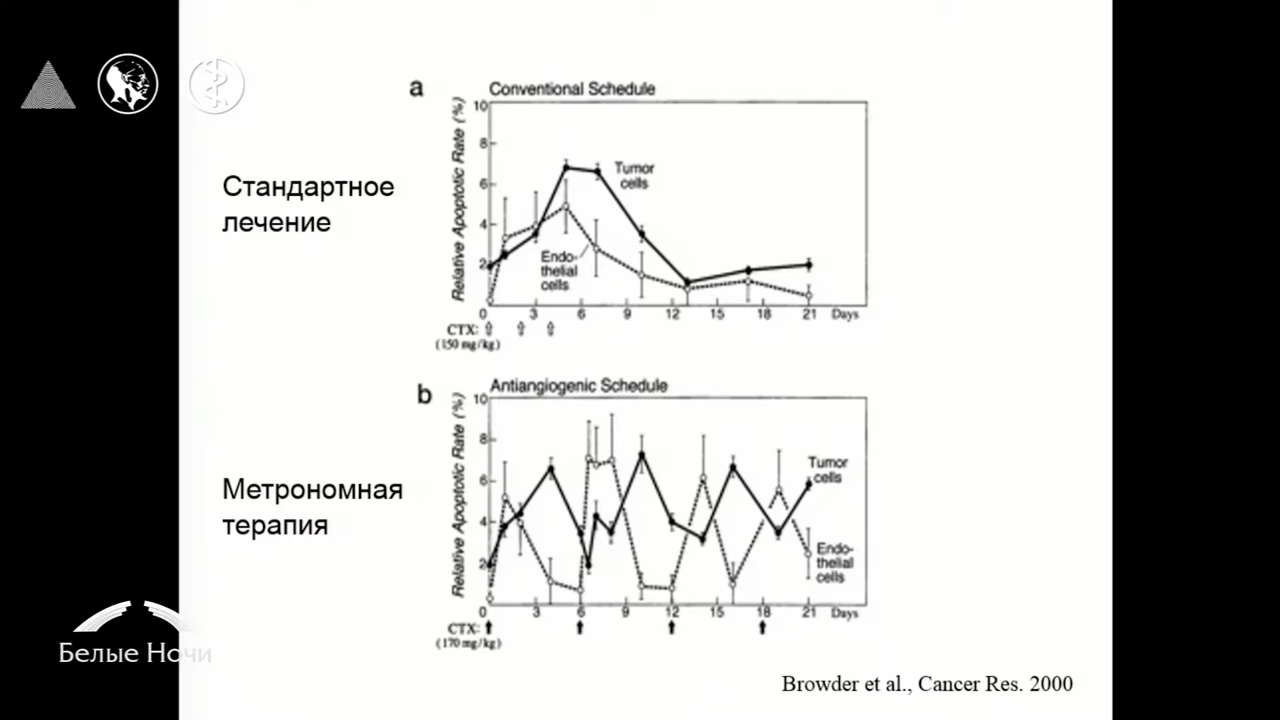 a
Conventional Schedule
Relative Apoptotic Rate (%)
10
8
6
4
2
Tumor
cells
Endo-
thelial
cells
0 3 6 9 12 15 18 21 Days
CTX:
(150 mg/kg)
Стандартное
лечение
b
Antiangiogenic Schedule
Relative Apoptotic Rate (%)
10
8
6
4
2
Tumor
cells
Endo-
thelial
cells
0 3 6 9 12 15 18 21 Days
CTX:
(170 mg/kg)
Метрономная
терапия
Белые Ночи
Browder et al., Cancer Res. 2000